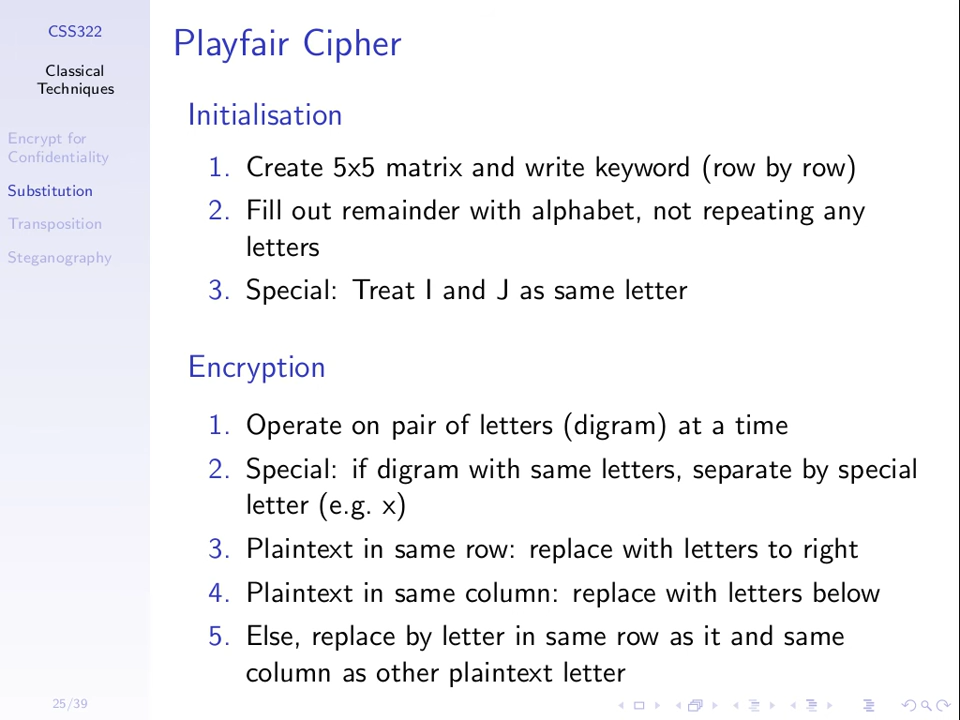 CSS322
Classical
Techniques
Encrypt for
Confidentiality
Substitution
Transposition
Steganography
25/39
Playfair Cipher
Initialisation
1. Create 5x5 matrix and write keyword (row by row)
2. Fill out remainder with alphabet, not repeating any
letters
3. Special: Treat I and J as same letter
Encryption
1. Operate on pair of letters (digram) at a time
2. Special: if digram with same letters, separate by special
letter (e.g. x)
3. Plaintext in same row: replace with letters to right
4. Plaintext in same column: replace with letters below
5. Else, replace by letter in same row as it and same
column as other plaintext letter